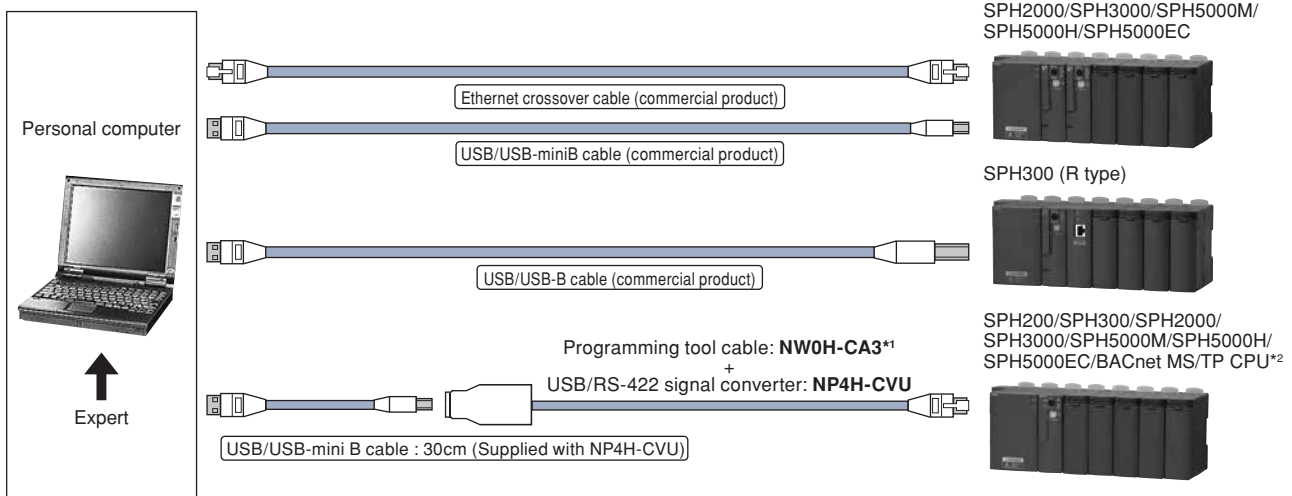 SPH2000/SPH3000/SPH5000M/
SPH5000H/SPH5000EC
Ethernet crossover cable (commercial product)
Personal computer
USB/USB-miniB cable (commercial product)
SPH300 (R type)
USB/USB-B cable (commercial product)
SPH200/SPH300/SPH2000/
SPH3000/SPH5000M/SPH5000H/
SPH5000EC/BACnet MS/TP CPU*2
Programming tool cable: NW0H-CA3*1
+
USB/RS-422 signal converter: NP4H-CVU
Expert
USB/USB-mini B cable : 30cm (Supplied with NP4H-CVU)